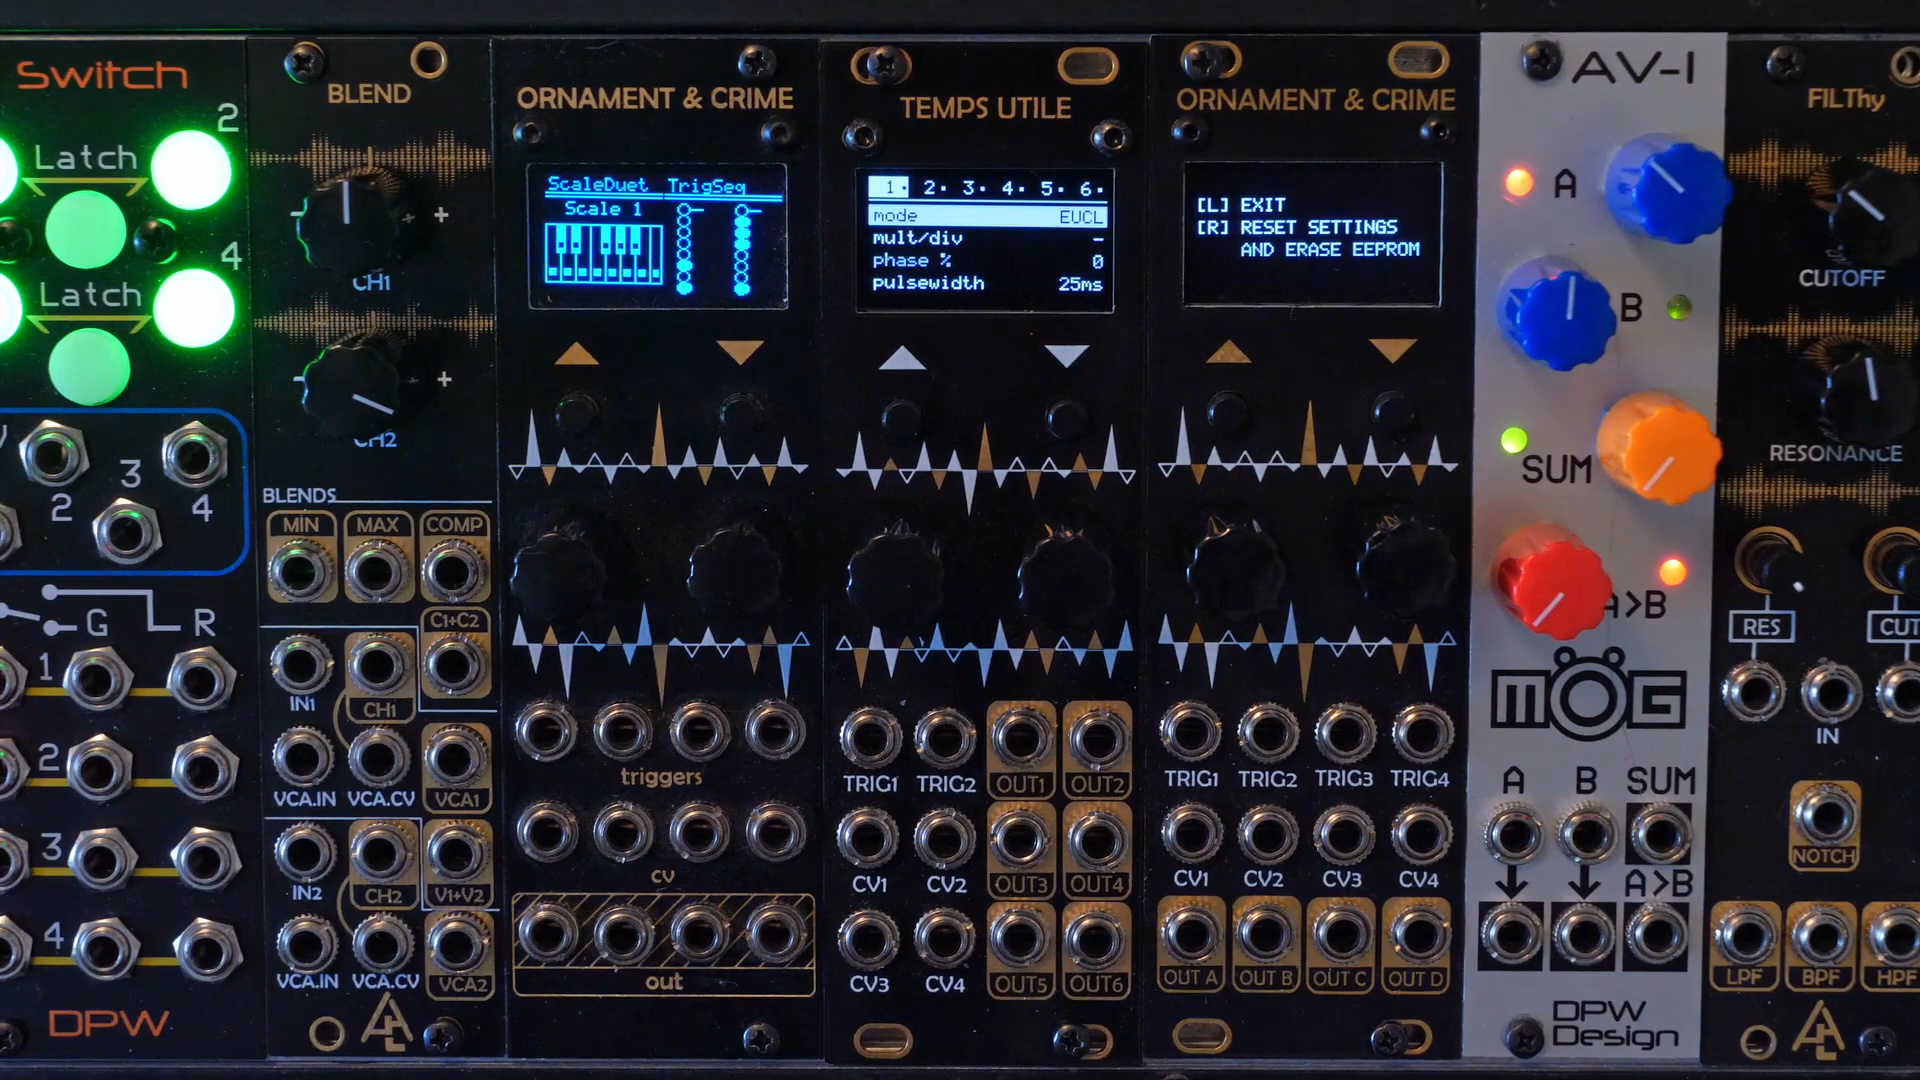 Switch
2
Latch
4
Latch
3
2
4
G
R
1
2
3
4
DPW
BLEND
- +
CH1
- +
CH2
BLENDS
MIN MAX COMP
C1+C2
IN1
CH1
VCA.IN VCA.CV VCA1
IN2 CH2 V1+V2
VCA.IN VCA.CV VCA2
ORNAMENT & CRIME
ScaleDuet TrigSeq
Scale 1
triggers
cv
out
TEMPS UTILE
1· 2· 3· 4· 5· 6·
mode EUCL
mult/div -
phase % 0
pulsewidth 25ms
TRIG1 TRIG2 OUT1 OUT2
CV1 CV2 OUT3 OUT4
CV3 CV4 OUT5 OUT6
ORNAMENT & CRIME
[L] EXIT
[R] RESET SETTINGS
AND ERASE EEPROM
TRIG1 TRIG2 TRIG3 TRIG4
CV1 CV2 CV3 CV4
OUT A OUT B OUT C OUT D
AV-1
A
B
SUM
A>B
MÖG
A B SUM
A>B
DPW
Design
FILThy
CUTOFF
RESONANCE
RES CUT
IN
NOTCH
LPF BPF HPF